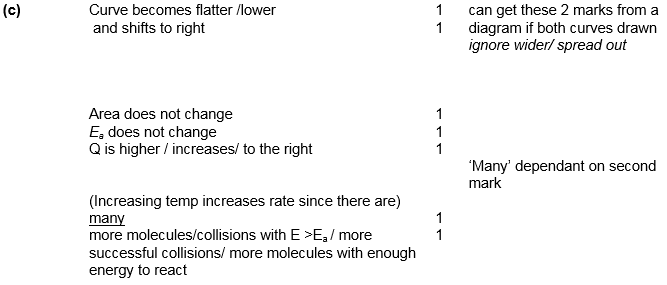 (c) Curve becomes flatter /lower 1 can get these 2 marks from a
and shifts to right 1 diagram if both curves drawn
ignore wider/ spread out
Area does not change 1
Ea does not change 1
Q is higher / increases/ to the right 1
'Many' dependant on second
mark
(Increasing temp increases rate since there are)
many 1
more molecules/collisions with E >Ea / more 1
successful collisions/ more molecules with enough
energy to react